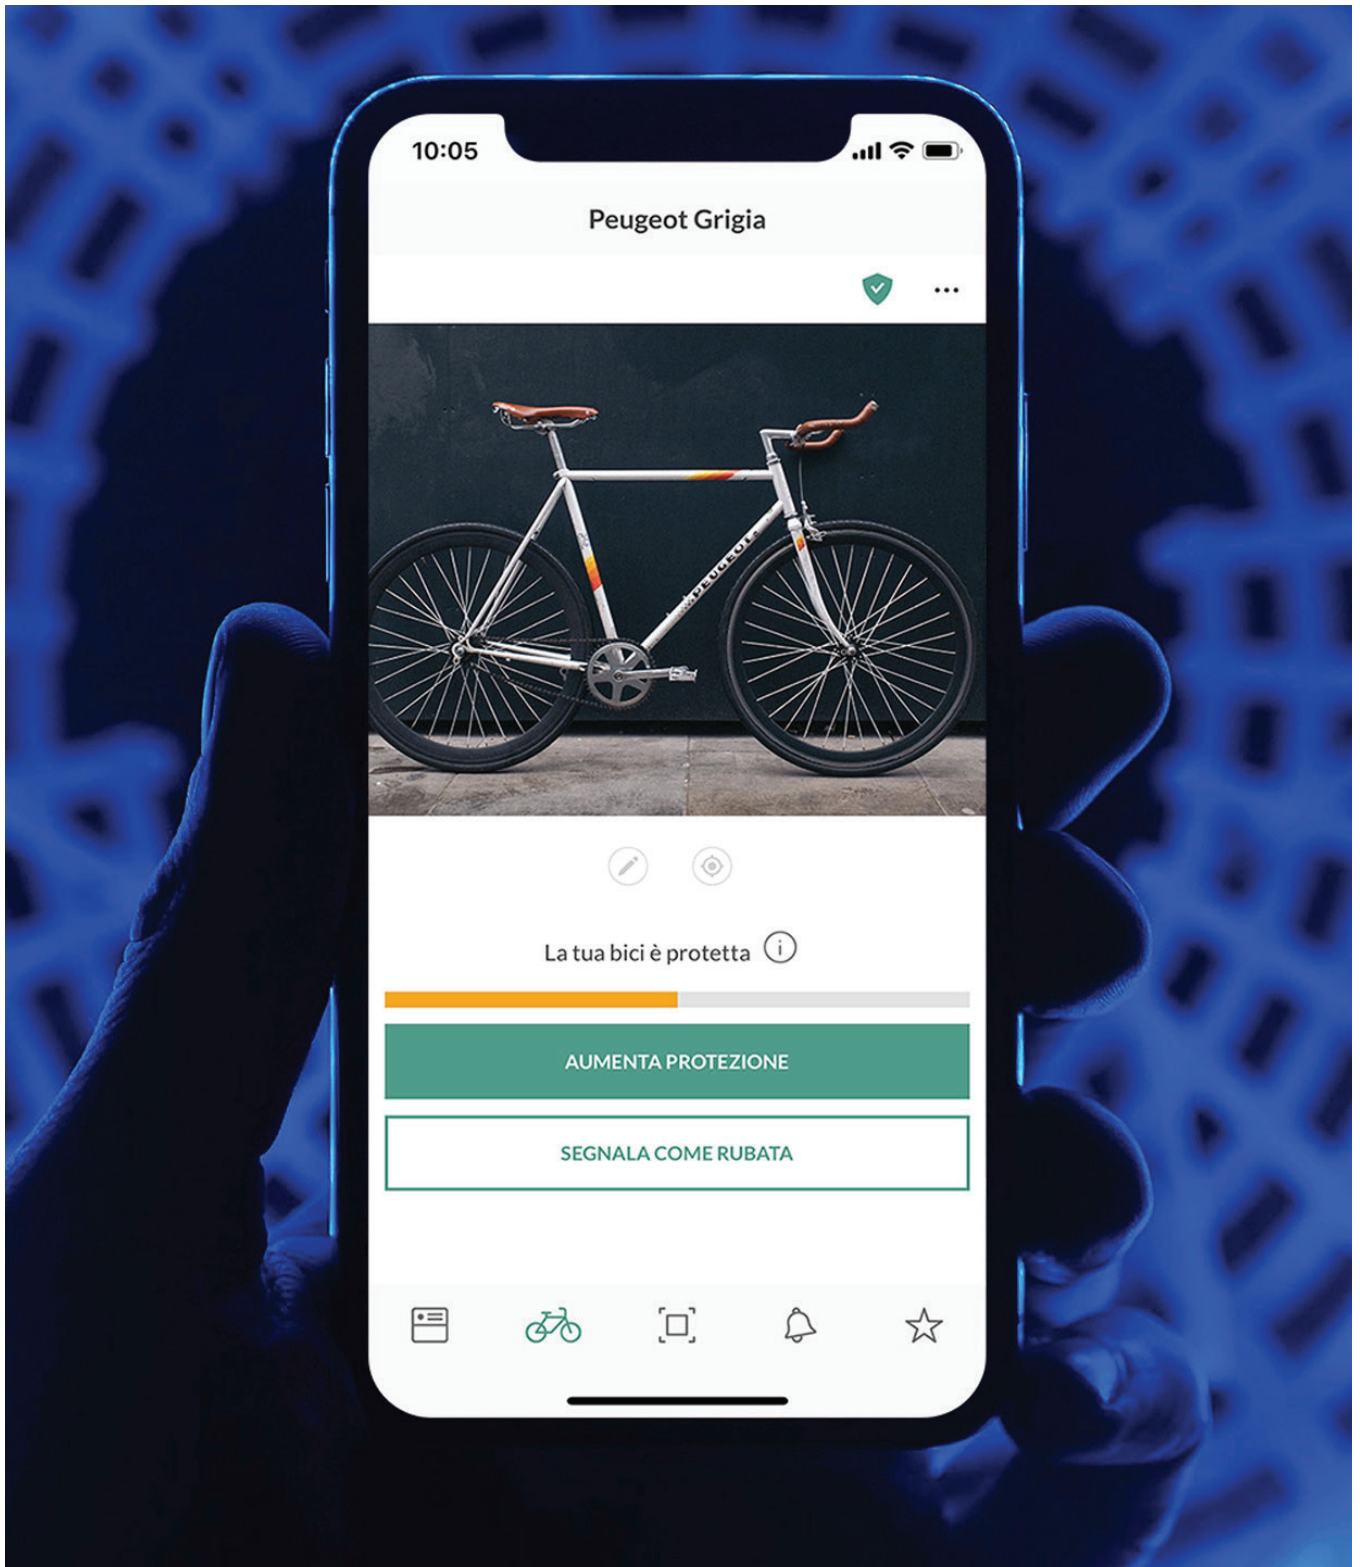 10:05
Peugeot Grigia
PEUGEOT
La tua bici è protetta
AUMENTA PROTEZIONE
SEGNALA COME RUBATA